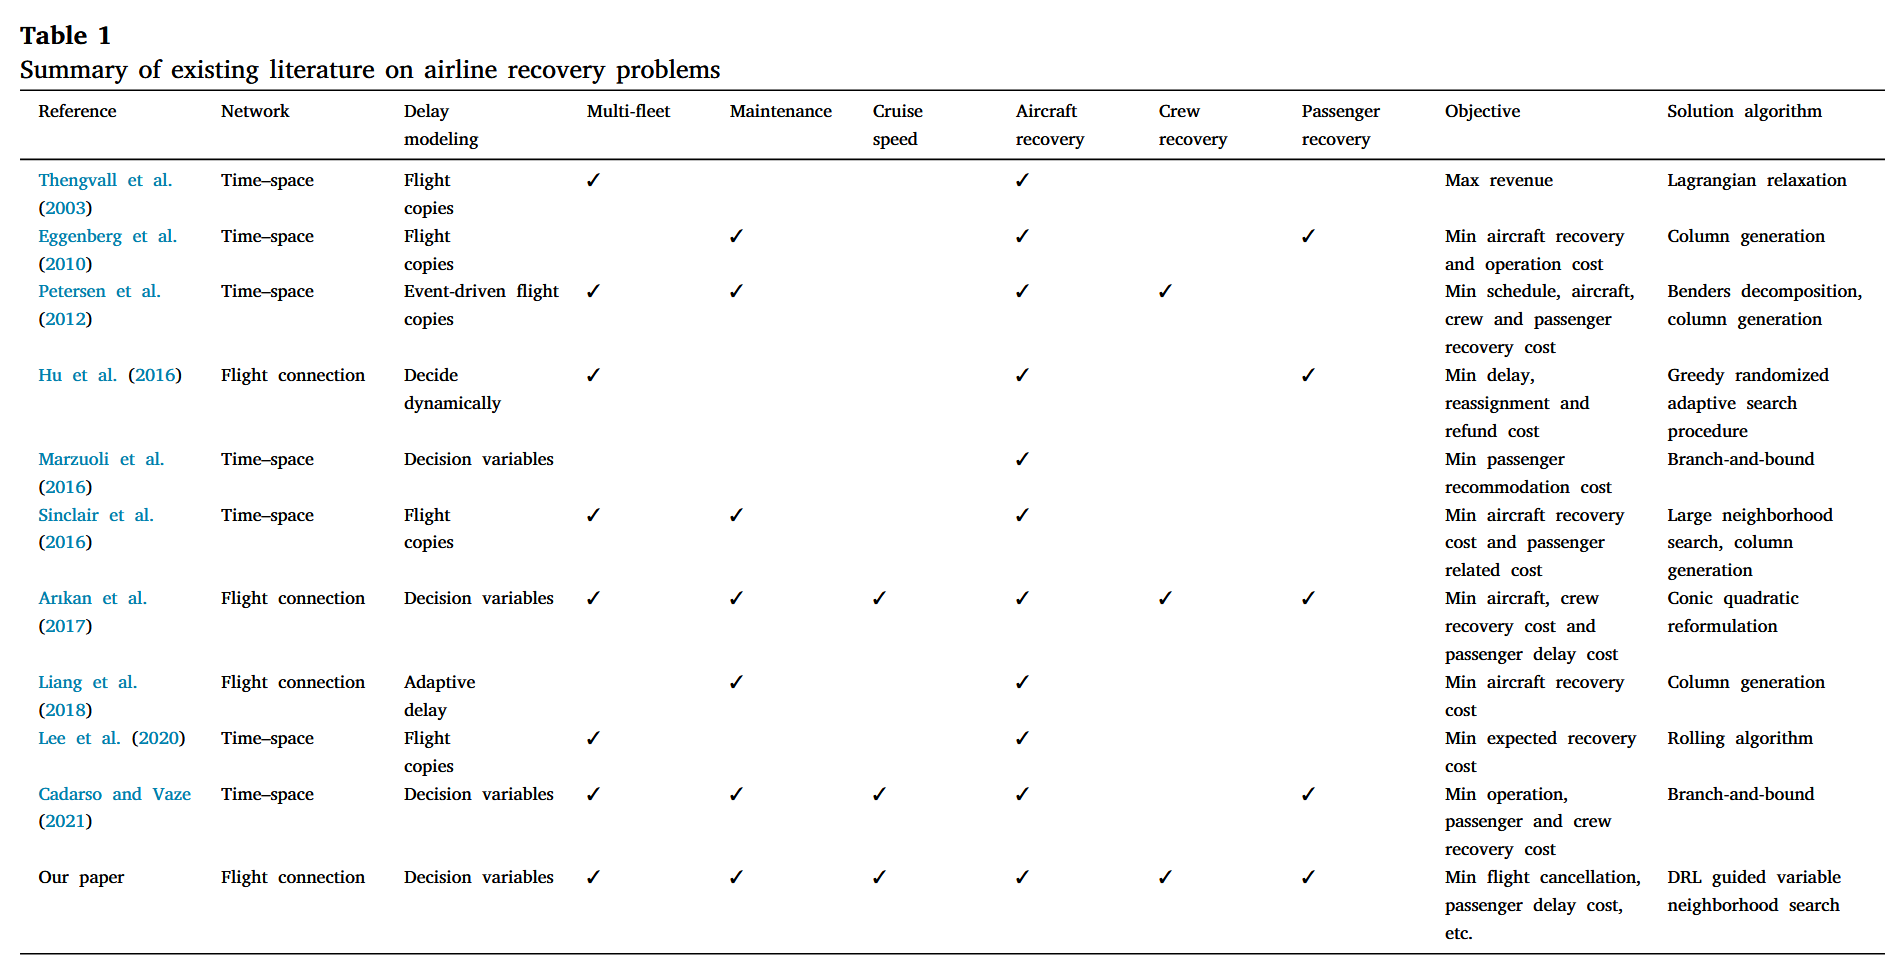 Table 1
Summary of existing literature on airline recovery problems
Reference Network Delay Multi-fleet Maintenance Cruise Aircraft Crew Passenger Objective Solution algorithm
modeling speed recovery recovery recovery
Thengvall et al. Time–space Flight ✓ ✓ Max revenue Lagrangian relaxation
(2003) copies
Eggenberg et al. Time–space Flight ✓ ✓ ✓ Min aircraft recovery Column generation
(2010) copies and operation cost
Petersen et al. Time–space Event-driven flight ✓ ✓ ✓ ✓ Min schedule, aircraft, Benders decomposition,
(2012) copies crew and passenger column generation
recovery cost
Hu et al. (2016) Flight connection Decide ✓ ✓ ✓ Min delay, Greedy randomized
dynamically reassignment and adaptive search
refund cost procedure
Marzuoli et al. Time–space Decision variables ✓ Min passenger Branch-and-bound
(2016) recommodation cost
Sinclair et al. Time–space Flight ✓ ✓ ✓ Min aircraft recovery Large neighborhood
(2016) copies cost and passenger search, column
related cost generation
Arıkan et al. Flight connection Decision variables ✓ ✓ ✓ ✓ ✓ ✓ Min aircraft, crew Conic quadratic
(2017) recovery cost and reformulation
passenger delay cost
Liang et al. Flight connection Adaptive ✓ ✓ Min aircraft recovery Column generation
(2018) delay cost
Lee et al. (2020) Time–space Flight ✓ ✓ Min expected recovery Rolling algorithm
copies cost
Cadarso and Vaze Time–space Decision variables ✓ ✓ ✓ ✓ ✓ Min operation, Branch-and-bound
(2021) passenger and crew
recovery cost
Our paper Flight connection Decision variables ✓ ✓ ✓ ✓ ✓ ✓ Min flight cancellation, DRL guided variable
passenger delay cost, neighborhood search
etc.